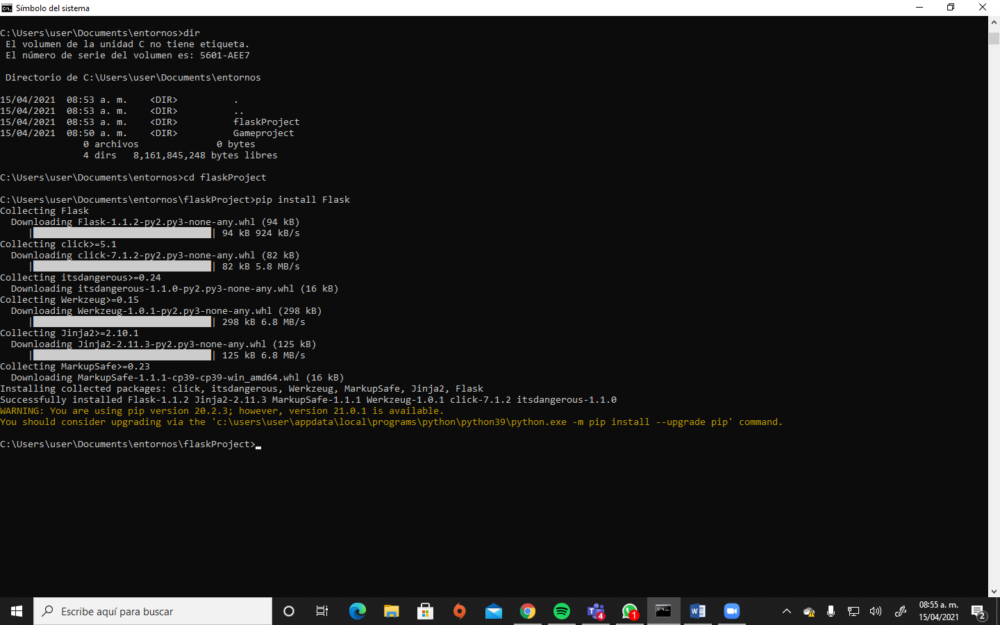 Símbolo del sistema
C:\Users\user\Documents\entornos>dir
El volumen de la unidad C no tiene etiqueta.
El número de serie del volumen es: 5601-AEE7
Directorio de C:\Users\user\Documents\entornos
15/04/2021  08:53 a. m.    <DIR>          .
15/04/2021  08:53 a. m.    <DIR>          ..
15/04/2021  08:53 a. m.    <DIR>          flaskProject
15/04/2021  08:50 a. m.    <DIR>          Gameproject
0 archivos              0 bytes
4 dirs   8,161,845,248 bytes libres
C:\Users\user\Documents\entornos>cd flaskProject
C:\Users\user\Documents\entornos\flaskProject>pip install Flask
Collecting Flask
Downloading Flask-1.1.2-py2.py3-none-any.whl (94 kB)
|████████████████████████████████| 94 kB 924 kB/s
Collecting click>=5.1
Downloading click-7.1.2-py2.py3-none-any.whl (82 kB)
|████████████████████████████████| 82 kB 5.8 MB/s
Collecting itsdangerous>=0.24
Downloading itsdangerous-1.1.0-py2.py3-none-any.whl (16 kB)
Collecting Werkzeug>=0.15
Downloading Werkzeug-1.0.1-py2.py3-none-any.whl (298 kB)
|████████████████████████████████| 298 kB 6.8 MB/s
Collecting Jinja2>=2.10.1
Downloading Jinja2-2.11.3-py2.py3-none-any.whl (125 kB)
|████████████████████████████████| 125 kB 6.8 MB/s
Collecting MarkupSafe>=0.23
Downloading MarkupSafe-1.1.1-cp39-cp39-win_amd64.whl (16 kB)
Installing collected packages: click, itsdangerous, Werkzeug, MarkupSafe, Jinja2, Flask
Successfully installed Flask-1.1.2 Jinja2-2.11.3 MarkupSafe-1.1.1 Werkzeug-1.0.1 click-7.1.2 itsdangerous-1.1.0
WARNING: You are using pip version 20.2.3; however, version 21.0.1 is available.
You should consider upgrading via the 'c:\users\user\appdata\local\programs\python\python39\python.exe -m pip install --upgrade pip' command.
C:\Users\user\Documents\entornos\flaskProject>
Escribe aquí para buscar
4
1
08:55 a. m.
15/04/2021
2